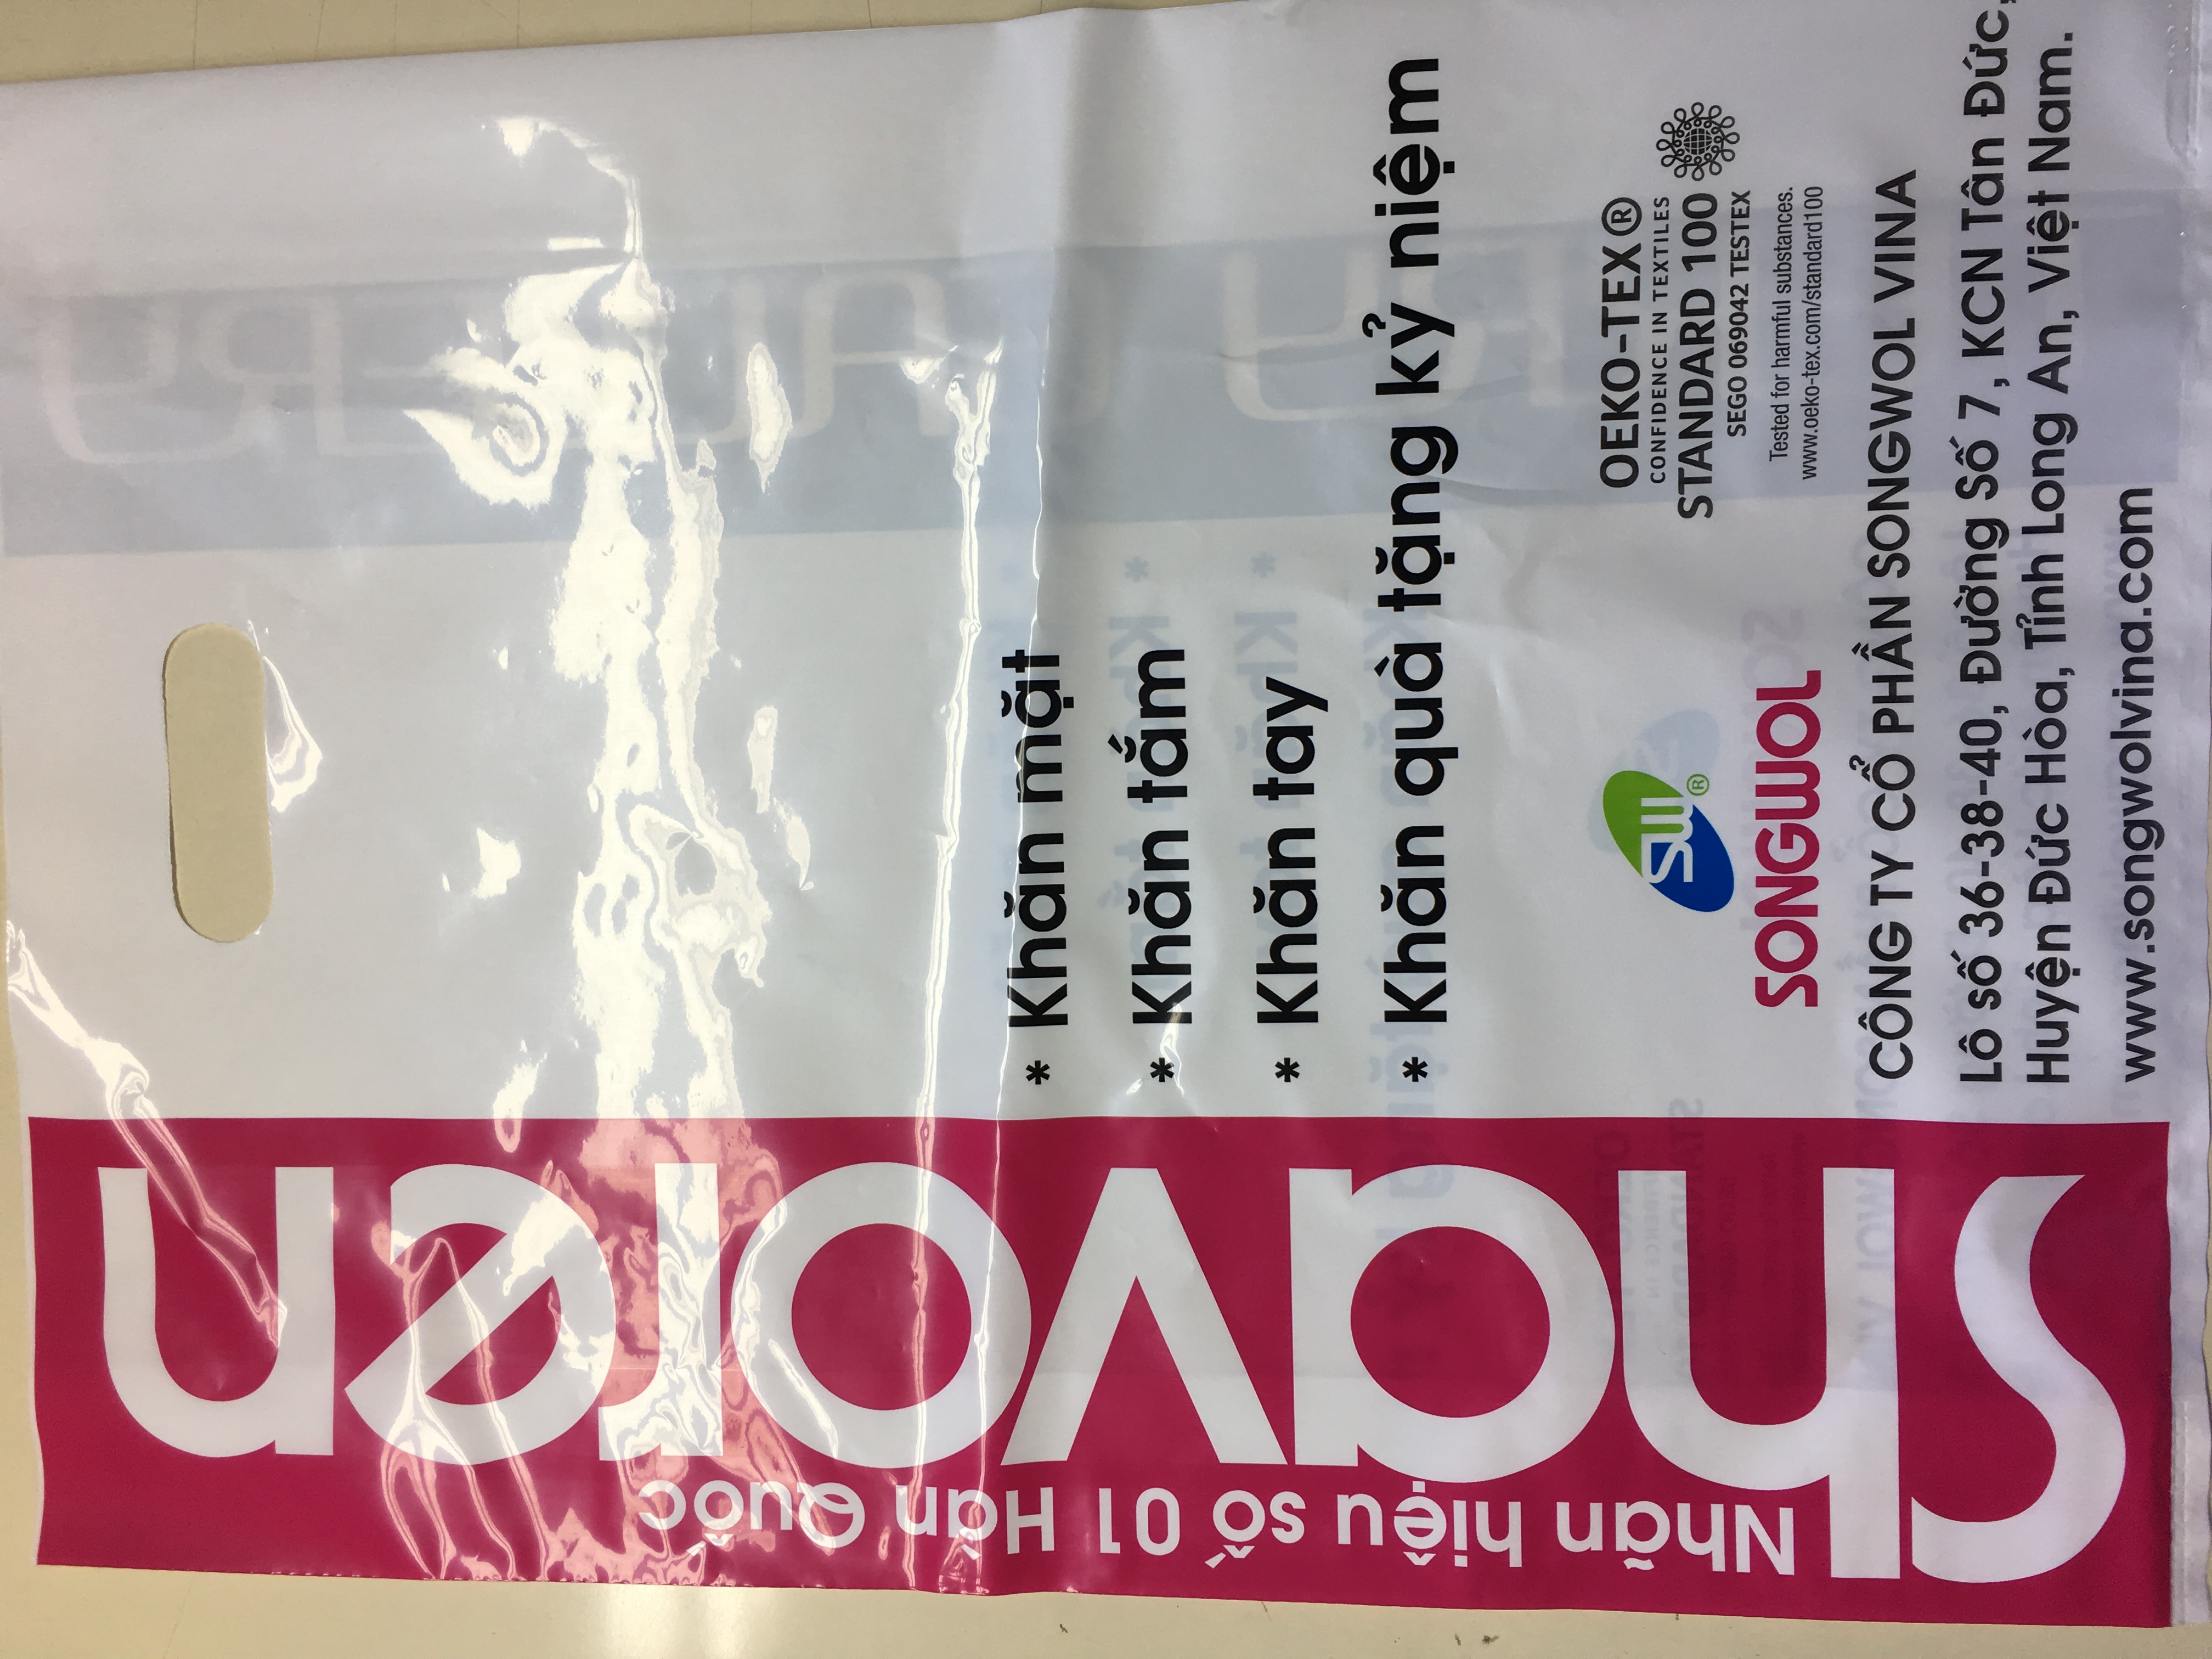 shavoren
Nhãn hiệu số 01 Hàn Quốc
* Khăn mặt
* Khăn tắm
* Khăn tay
* Khăn quà tặng kỷ niệm
OEKO-TEX®
CONFIDENCE IN TEXTILES
STANDARD 100
SEGO 069042 TESTEX
Tested for harmful substances.
www.oeko-tex.com/standard100
®
SONGWOL
CÔNG TY CỔ PHẦN SONGWOL VINA
Lô số 36-38-40, Đường Số 7, KCN Tân Đức,
Huyện Đức Hòa, Tỉnh Long An, Việt Nam.
www.songwolvina.com